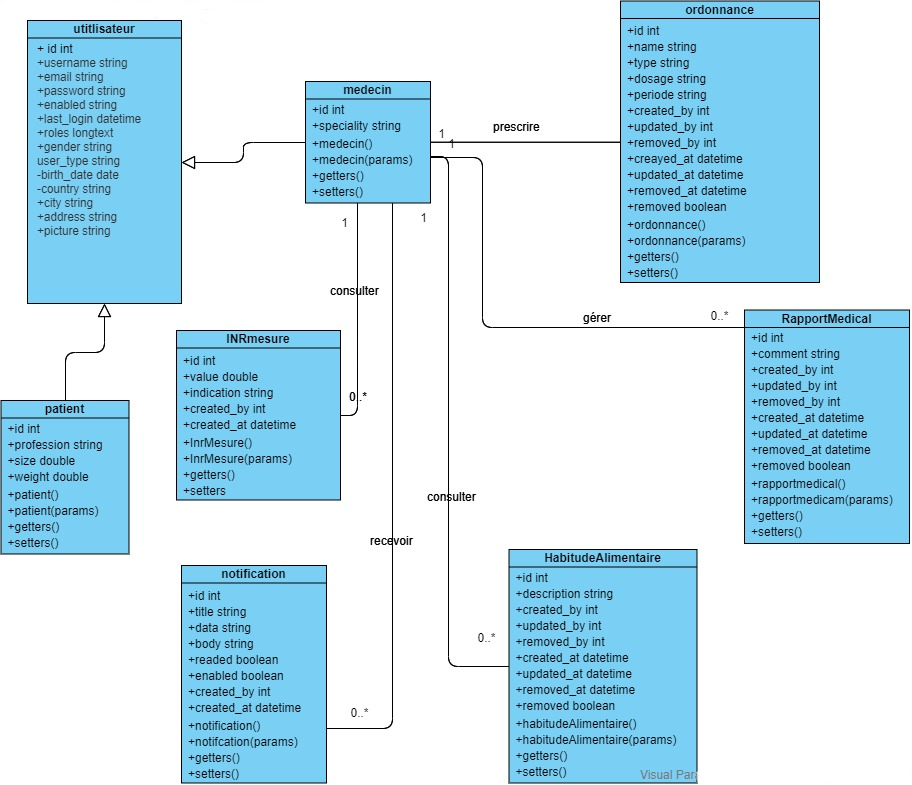 utitlisateur
+ id int
+username string
+email string
+password string
+enabled string
+last_login datetime
+roles longtext
+gender string
user_type string
-birth_date date
-country string
+city string
+address string
+picture string
medecin
+id int
+speciality string
+medecin()
+medecin(params)
+getters()
+setters()
ordonnance
+id int
+name string
+type string
+dosage string
+periode string
+created_by int
+updated_by int
+removed_by int
+creayed_at datetime
+updated_at datetime
+removed_at datetime
+removed boolean
+ordonnance()
+ordonnance(params)
+getters()
+setters()
1
prescrire
1
1
1
consulter
0..*
gérer
0..*
INRmesure
+id int
+value double
+indication string
+created_by int
+created_at datetime
+InrMesure()
+InrMesure(params)
+getters()
+setters
RapportMedical
+id int
+comment string
+created_by int
+updated_by int
+removed_by int
+created_at datetime
+updated_at datetime
+removed_at datetime
+removed boolean
+rapportmedical()
+rapportmedicam(params)
+getters()
+setters()
patient
+id int
+profession string
+size double
+weight double
+patient()
+patient(params)
+getters()
+setters()
consulter
recevoir
0..*
0..*
notification
+id int
+title string
+data string
+body string
+readed boolean
+enabled boolean
+created_by int
+created_at datetime
+notification()
+notifcation(params)
+getters()
+setters()
HabitudeAlimentaire
+id int
+description string
+created_by int
+updated_by int
+removed_by int
+created_at datetime
+updated_at datetime
+removed_at datetime
+removed boolean
+habitudeAlimentaire()
+habitudeAlimentaire(params)
+getters()
+setters()
Visual Par